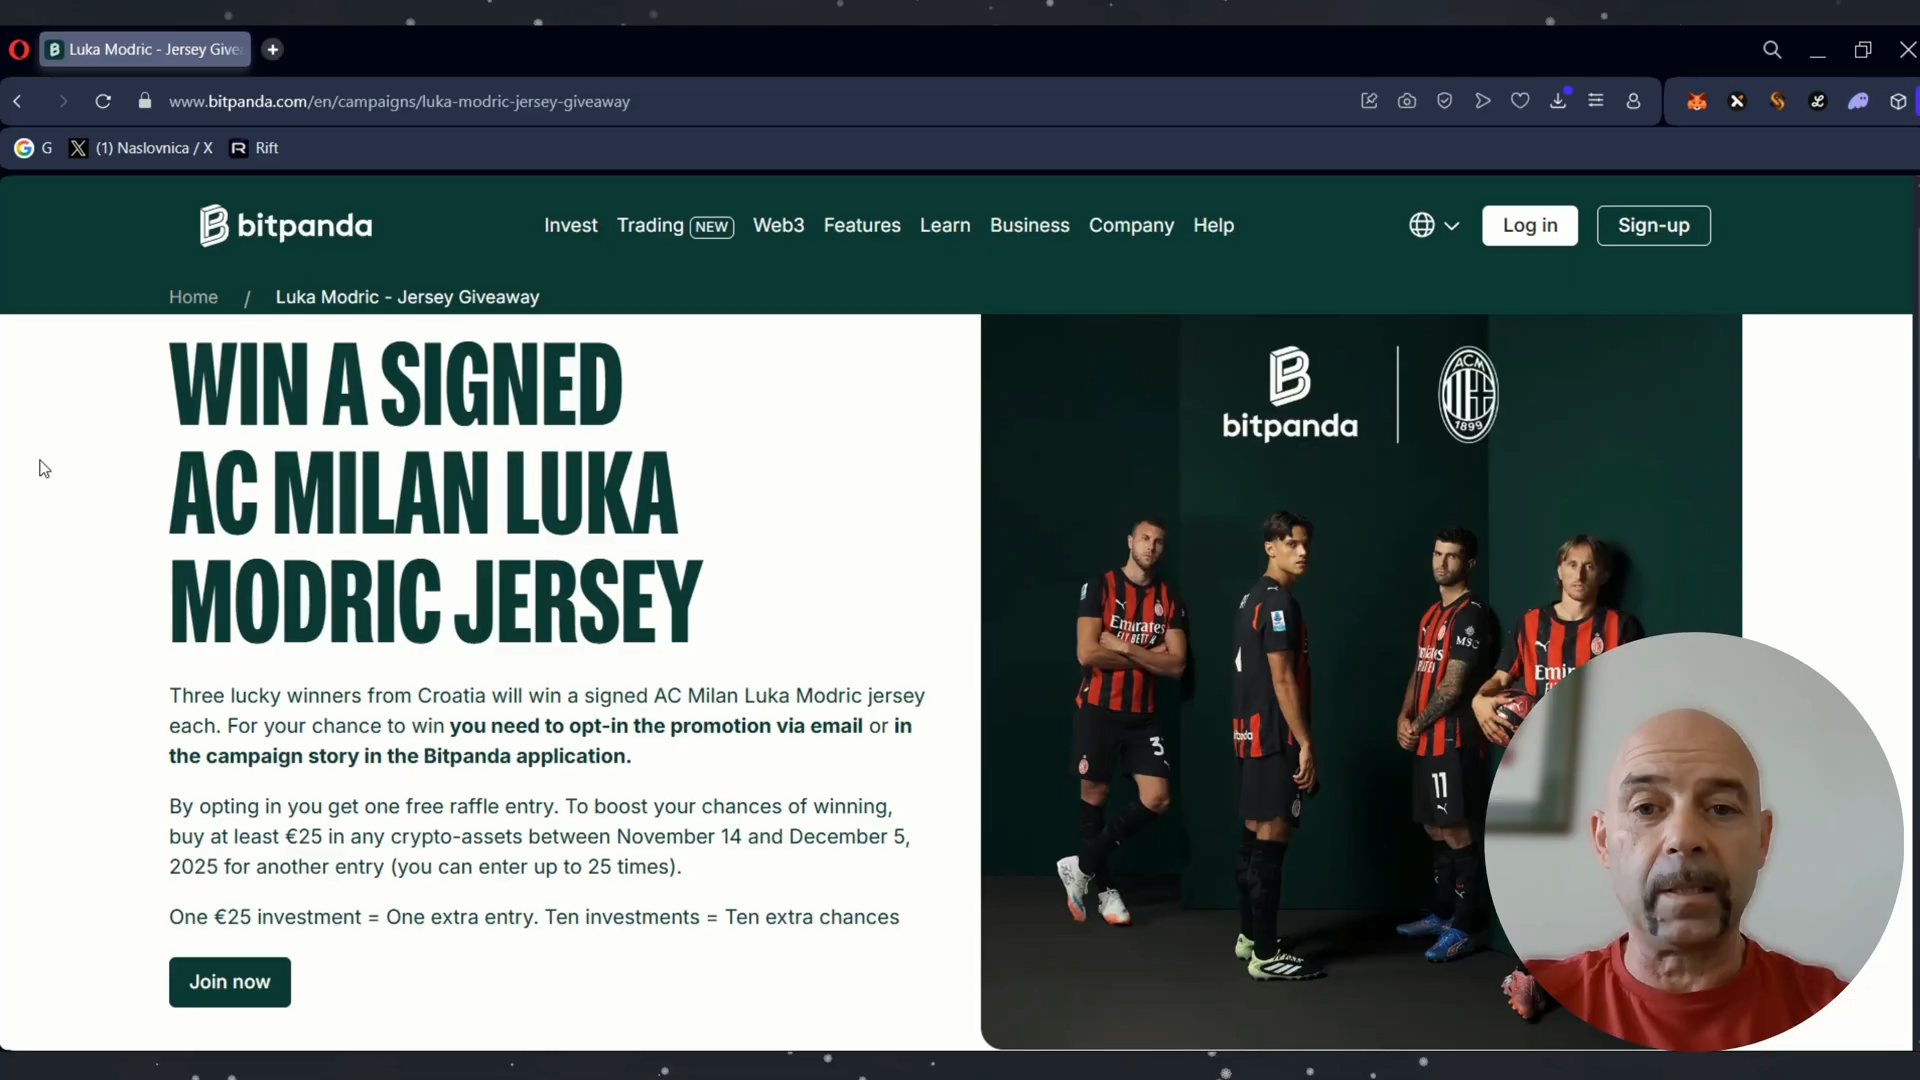 Luka Modric - Jersey Give
www.bitpanda.com/en/campaigns/luka-modric-jersey-giveaway
G
(1) Naslovnica / X
Rift
bitpanda
Invest
Trading NEW
Web3
Features
Learn
Business
Company
Help
Log in
Sign-up
Home / Luka Modric - Jersey Giveaway
WIN A SIGNED
AC MILAN LUKA
MODRIC JERSEY
Three lucky winners from Croatia will win a signed AC Milan Luka Modric jersey
each. For your chance to win you need to opt-in the promotion via email or in
the campaign story in the Bitpanda application.
By opting in you get one free raffle entry. To boost your chances of winning,
buy at least €25 in any crypto-assets between November 14 and December 5,
2025 for another entry (you can enter up to 25 times).
One €25 investment = One extra entry. Ten investments = Ten extra chances
Join now
bitpanda
ACM
1899
Emirates
FLY BETTER
MSC
11